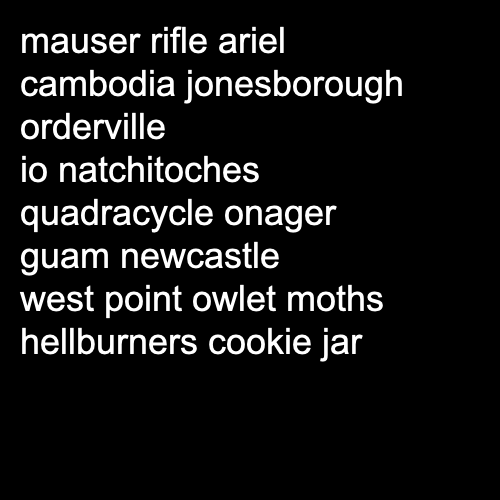 mauser rifle ariel
cambodia jonesborough
orderville
io natchitoches
quadracycle onager
guam newcastle
west point owlet moths
hellburners cookie jar